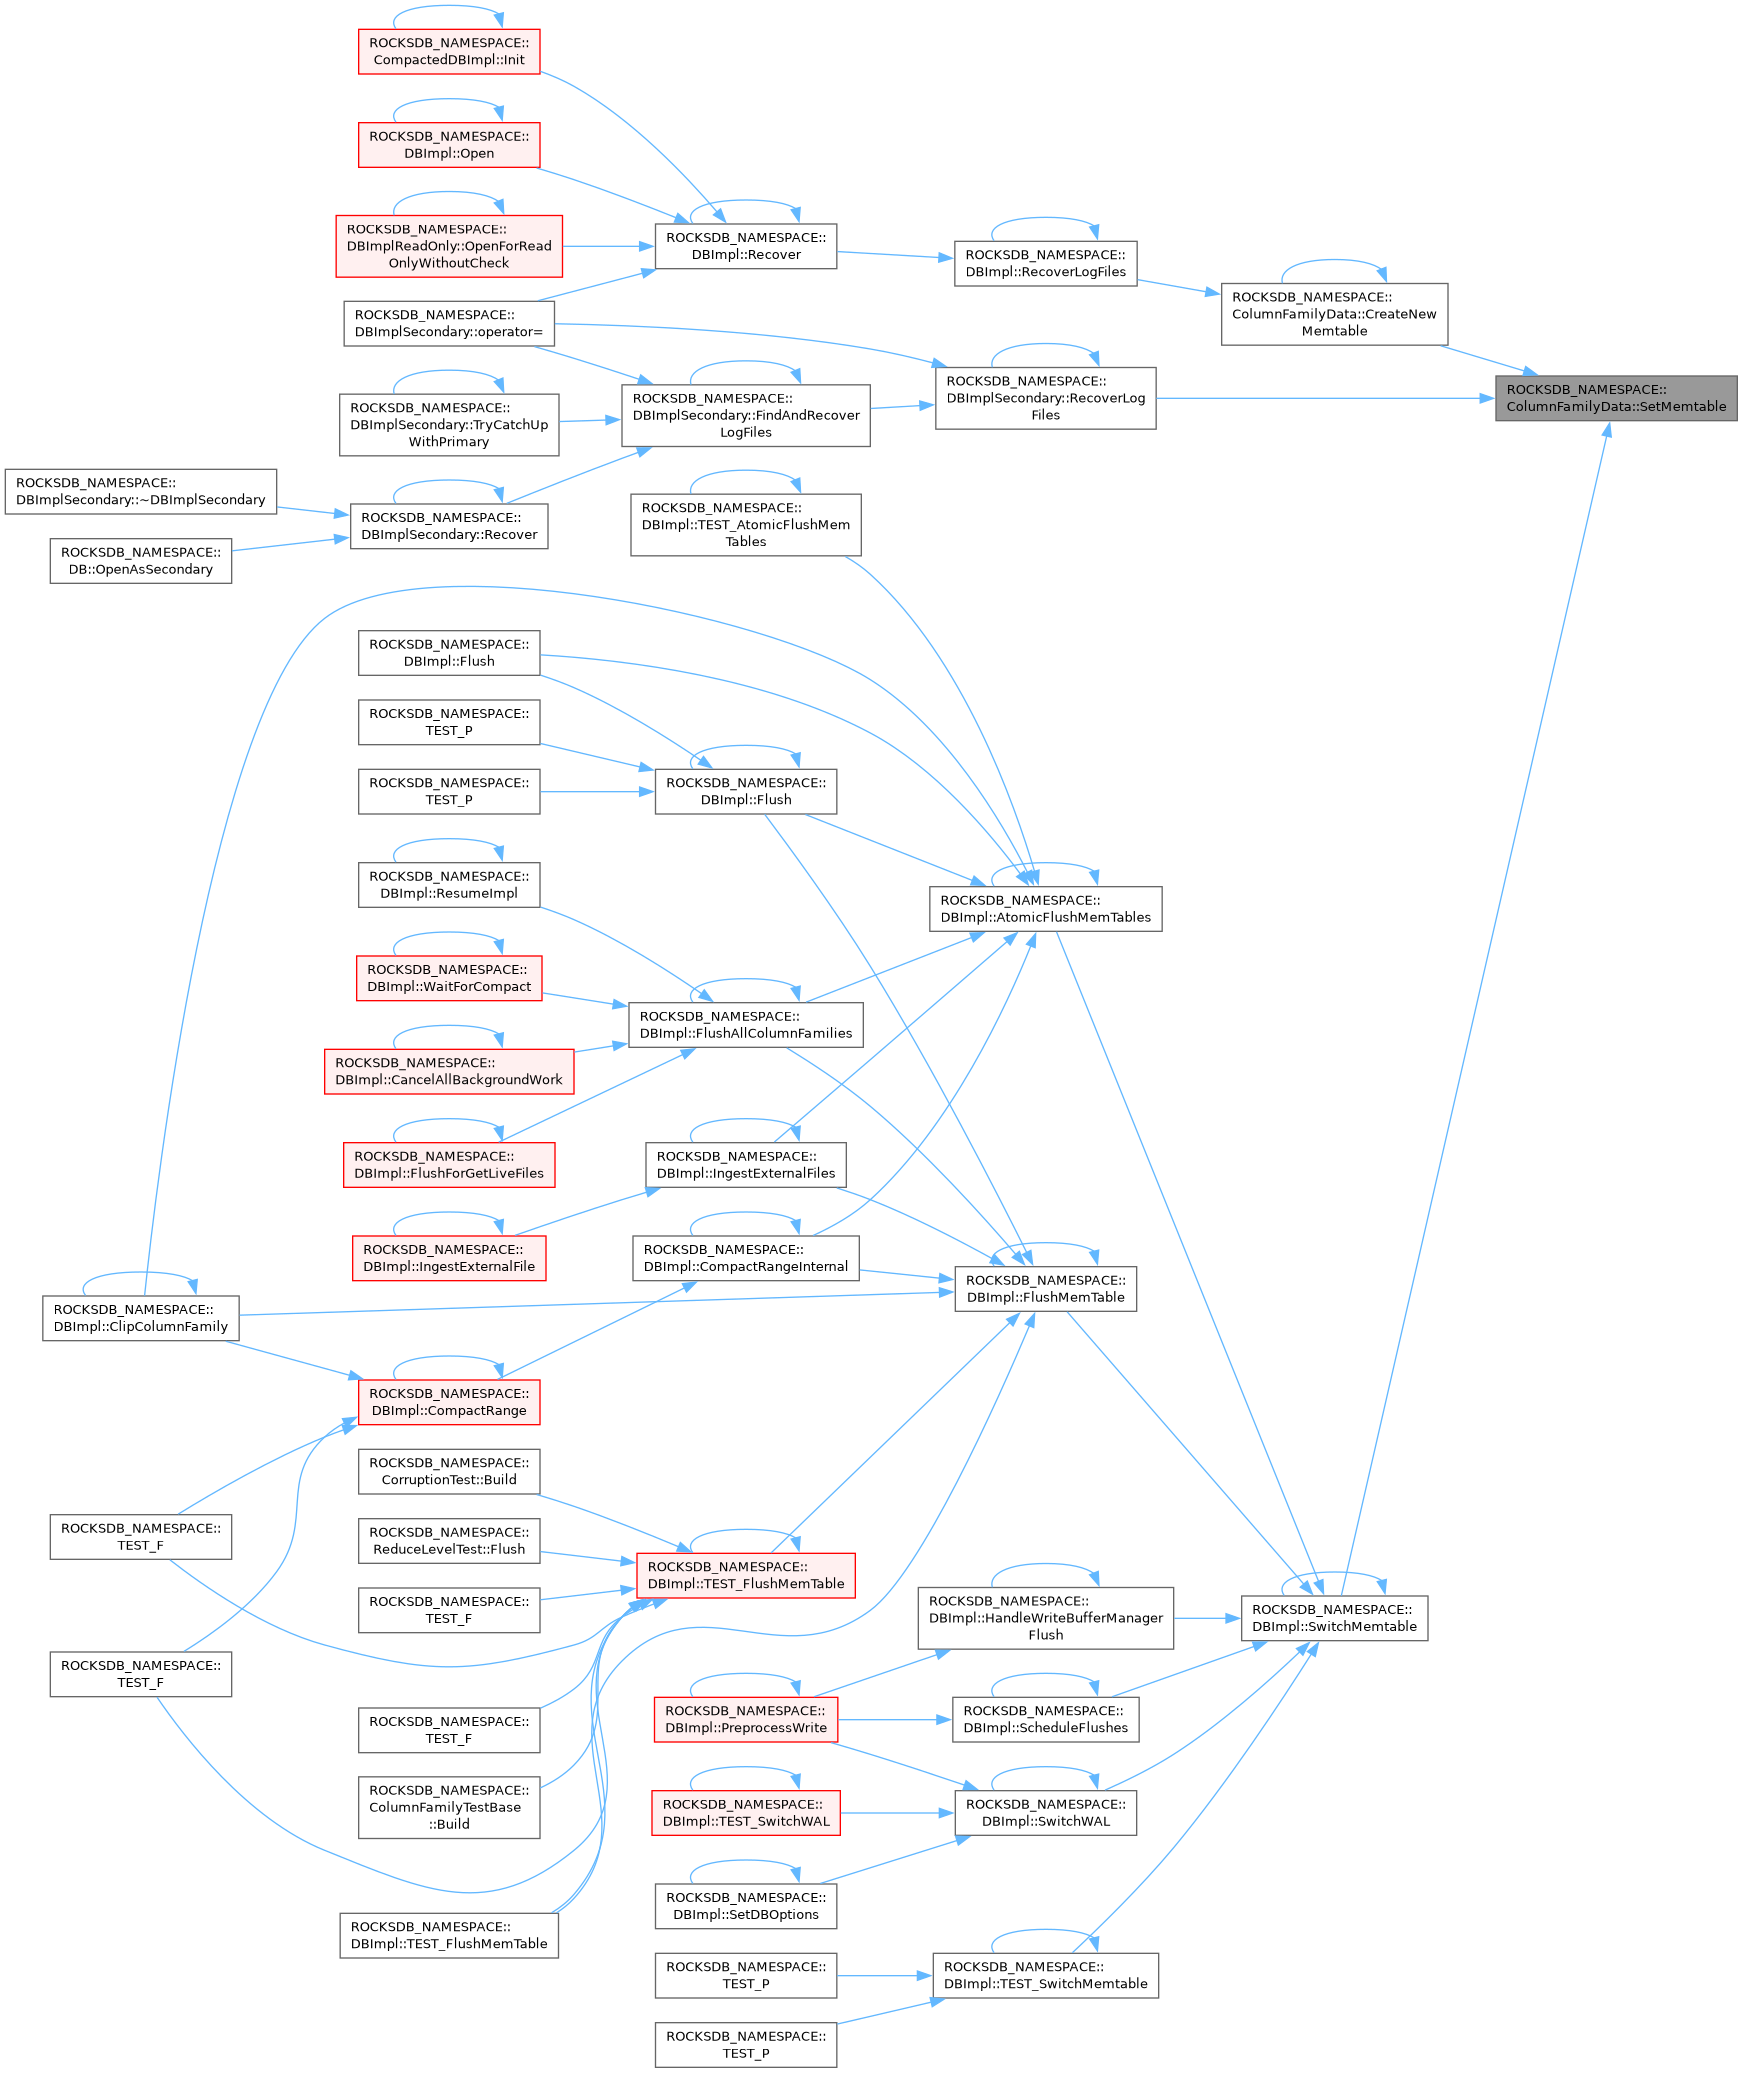 ROCKSDB_NAMESPACE::
CompactedDBImpl::Init
ROCKSDB_NAMESPACE::
DBImpl::Open
ROCKSDB_NAMESPACE::
DBImplReadOnly::OpenForRead
OnlyWithoutCheck
ROCKSDB_NAMESPACE::
DBImpl::Recover
ROCKSDB_NAMESPACE::
DBImpl::RecoverLogFiles
ROCKSDB_NAMESPACE::
ColumnFamilyData::CreateNew
Memtable
ROCKSDB_NAMESPACE::
DBImplSecondary::operator=
ROCKSDB_NAMESPACE::
DBImplSecondary::RecoverLog
Files
ROCKSDB_NAMESPACE::
ColumnFamilyData::SetMemtable
ROCKSDB_NAMESPACE::
DBImplSecondary::FindAndRecover
LogFiles
ROCKSDB_NAMESPACE::
DBImplSecondary::TryCatchUp
WithPrimary
ROCKSDB_NAMESPACE::
DBImplSecondary::~DBImplSecondary
ROCKSDB_NAMESPACE::
DBImplSecondary::Recover
ROCKSDB_NAMESPACE::
DBImpl::TEST_AtomicFlushMem
Tables
ROCKSDB_NAMESPACE::
DB::OpenAsSecondary
ROCKSDB_NAMESPACE::
DBImpl::Flush
ROCKSDB_NAMESPACE::
TEST_P
ROCKSDB_NAMESPACE::
TEST_P
ROCKSDB_NAMESPACE::
DBImpl::Flush
ROCKSDB_NAMESPACE::
DBImpl::ResumeImpl
ROCKSDB_NAMESPACE::
DBImpl::AtomicFlushMemTables
ROCKSDB_NAMESPACE::
DBImpl::WaitForCompact
ROCKSDB_NAMESPACE::
DBImpl::FlushAllColumnFamilies
ROCKSDB_NAMESPACE::
DBImpl::CancelAllBackgroundWork
ROCKSDB_NAMESPACE::
DBImpl::FlushForGetLiveFiles
ROCKSDB_NAMESPACE::
DBImpl::IngestExternalFiles
ROCKSDB_NAMESPACE::
DBImpl::IngestExternalFile
ROCKSDB_NAMESPACE::
DBImpl::CompactRangeInternal
ROCKSDB_NAMESPACE::
DBImpl::FlushMemTable
ROCKSDB_NAMESPACE::
DBImpl::ClipColumnFamily
ROCKSDB_NAMESPACE::
DBImpl::CompactRange
ROCKSDB_NAMESPACE::
CorruptionTest::Build
ROCKSDB_NAMESPACE::
TEST_F
ROCKSDB_NAMESPACE::
ReduceLevelTest::Flush
ROCKSDB_NAMESPACE::
DBImpl::TEST_FlushMemTable
ROCKSDB_NAMESPACE::
TEST_F
ROCKSDB_NAMESPACE::
DBImpl::HandleWriteBufferManager
Flush
ROCKSDB_NAMESPACE::
DBImpl::SwitchMemtable
ROCKSDB_NAMESPACE::
TEST_F
ROCKSDB_NAMESPACE::
TEST_F
ROCKSDB_NAMESPACE::
DBImpl::PreprocessWrite
ROCKSDB_NAMESPACE::
DBImpl::ScheduleFlushes
ROCKSDB_NAMESPACE::
ColumnFamilyTestBase
::Build
ROCKSDB_NAMESPACE::
DBImpl::TEST_SwitchWAL
ROCKSDB_NAMESPACE::
DBImpl::SwitchWAL
ROCKSDB_NAMESPACE::
DBImpl::SetDBOptions
ROCKSDB_NAMESPACE::
DBImpl::TEST_FlushMemTable
ROCKSDB_NAMESPACE::
TEST_P
ROCKSDB_NAMESPACE::
DBImpl::TEST_SwitchMemtable
ROCKSDB_NAMESPACE::
TEST_P